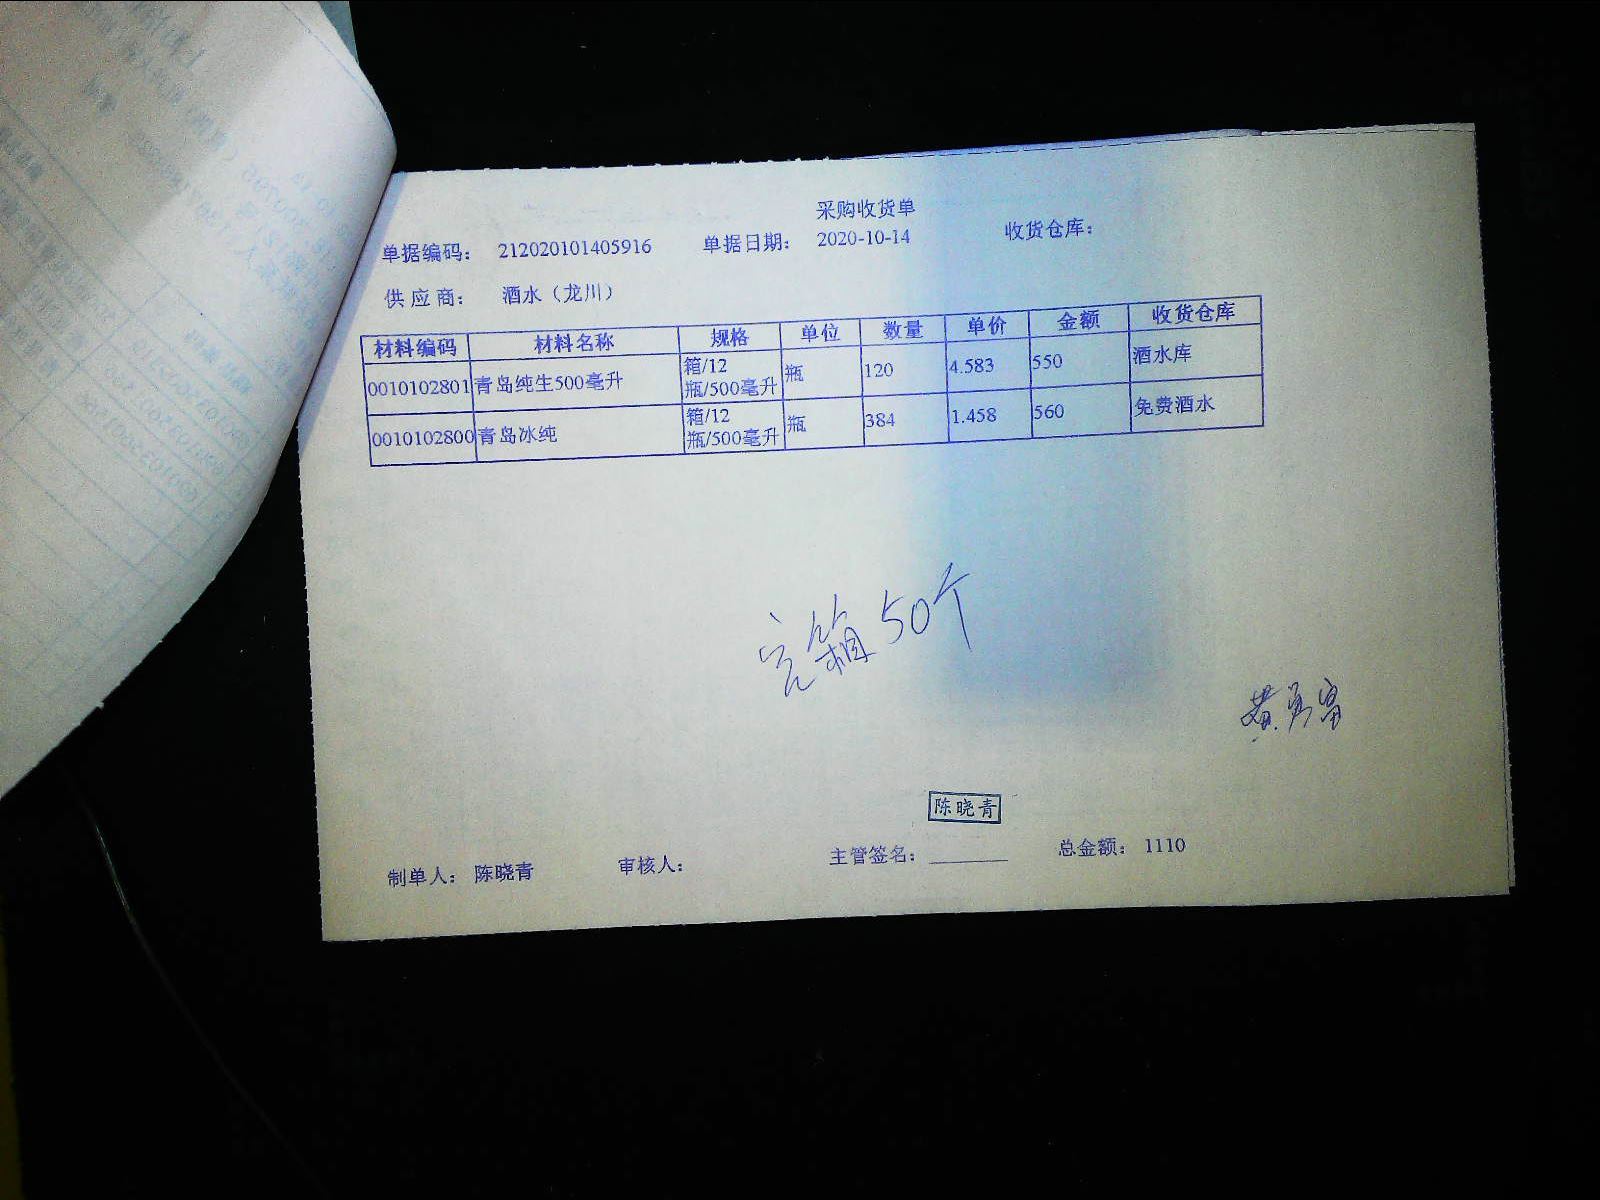 采购收货单
单据编码： 212020101405916 单据日期： 2020-10-14 收货仓库：
供应商： 酒水（龙川）
材料编码 材料名称 规格 单位 数量 单价 金额 收货仓库
0010102801 青岛纯生500毫升 箱/12瓶/500毫升 瓶 120 4.583 550 酒水库
0010102800 青岛冰纯 箱/12瓶/500毫升 瓶 384 1.458 560 免费酒水
空箱50个
陈晓青
制单人： 陈晓青 审核人： 主管签名： 总金额： 1110